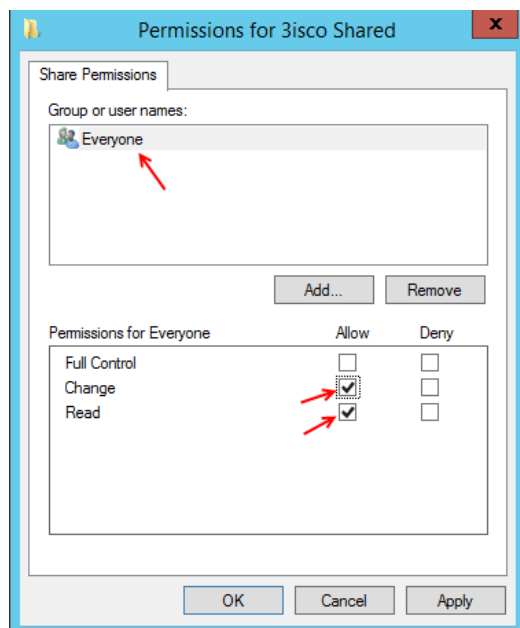 Permissions for 3isco Shared
x
Share Permissions
Group or user names:
Everyone
Add...
Remove
Permissions for Everyone Allow Deny
Full Control
Change
Read
OK
Cancel
Apply